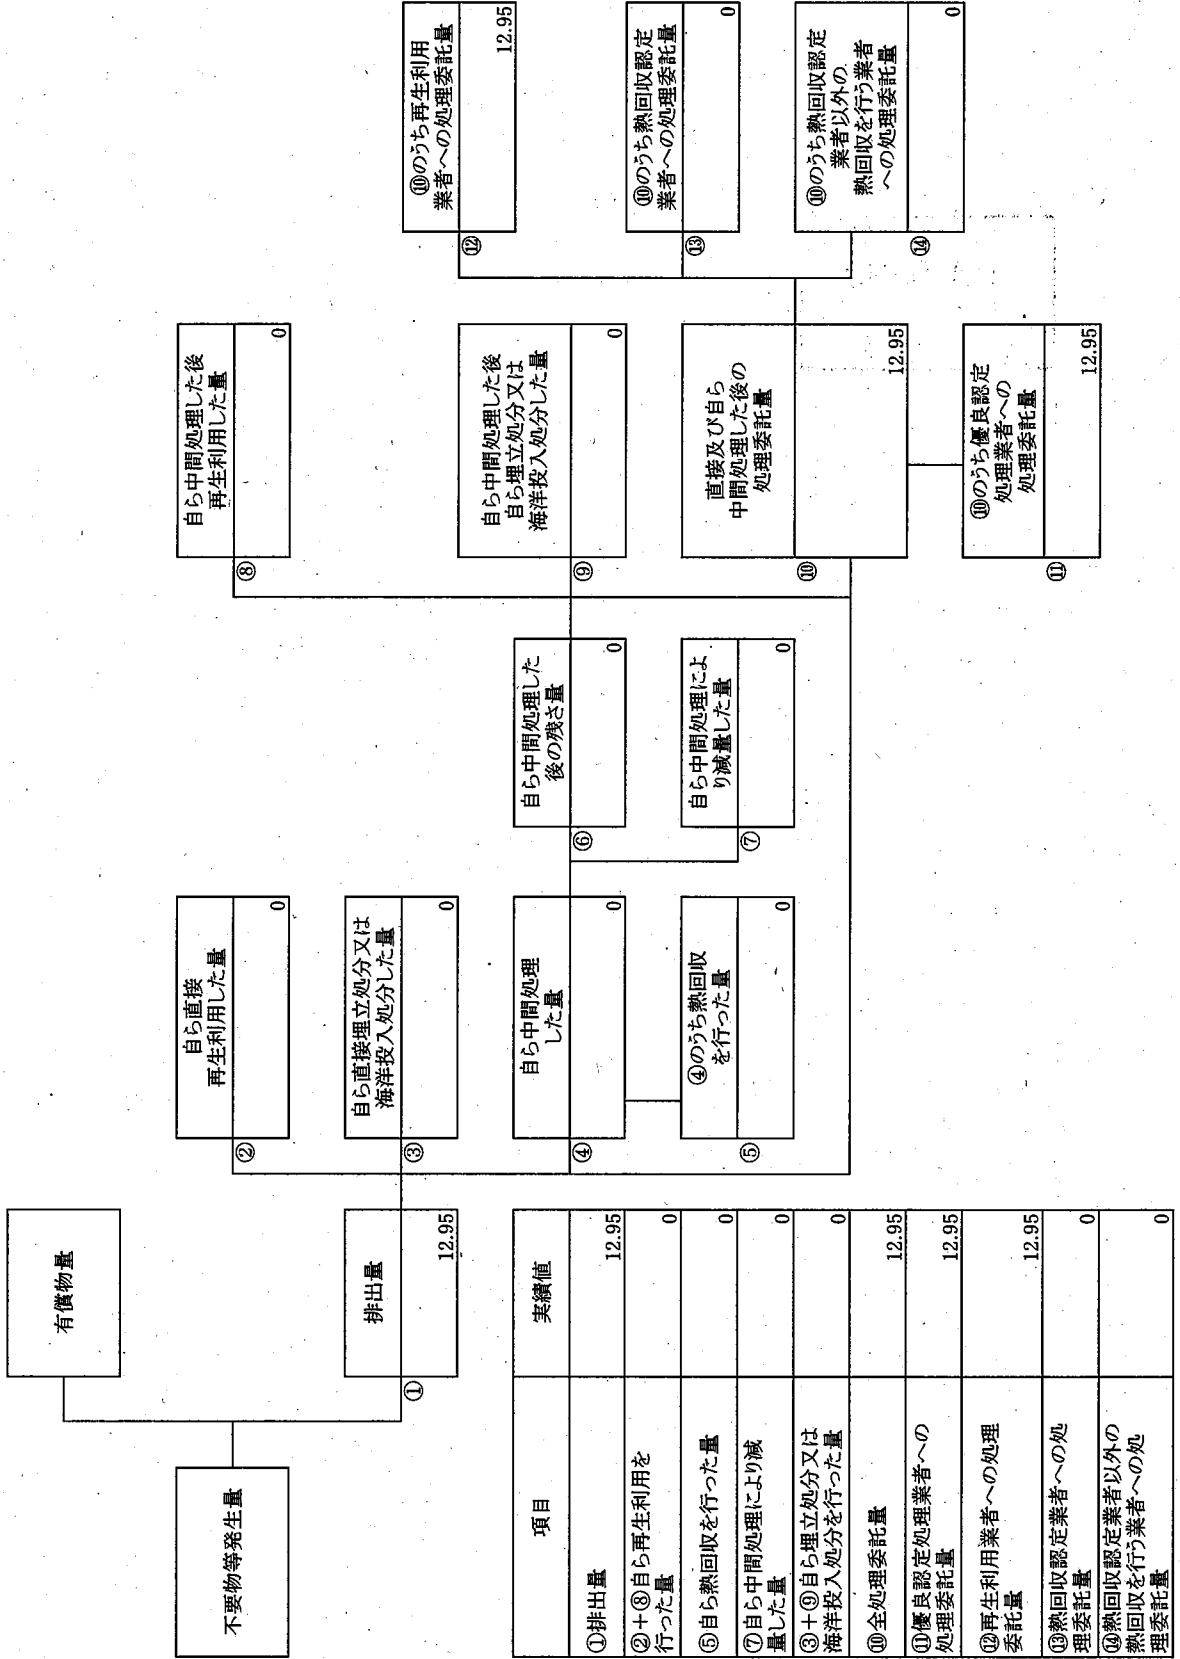 不要物等発生量
有償物量
排出量
①
12.95
自ら直接
再生利用した量
②
0
自ら直接埋立処分又は
海洋投入処分した量
③
0
自ら中間処理
した量
④
0
④のうち熱回収
を行った量
⑤
0
自ら中間処理した
後の残さ量
⑥
0
自ら中間処理によ
り減量した量
⑦
0
自ら中間処理した後
再生利用した量
⑧
0
自ら中間処理した後
自ら埋立処分又は
海洋投入処分した量
⑨
0
直接及び自ら
中間処理した後の
処理委託量
⑩
12.95
⑩のうち優良認定
処理業者への
処理委託量
⑪
12.95
⑩のうち再生利用
業者への処理委託量
⑫
12.95
⑩のうち熱回収認定
業者への処理委託量
⑬
0
⑩のうち熱回収認定
業者以外の
熱回収を行う業者
への処理委託量
⑭
0
項目 実績値
①排出量 12.95
②+⑧自ら再生利用を
行った量 0
⑤自ら熱回収を行った量 0
⑦自ら中間処理により減
量した量 0
③+⑨自ら埋立処分又は
海洋投入処分を行った量 0
⑩全処理委託量 12.95
⑪優良認定処理業者への
処理委託量 12.95
⑫再生利用業者への処理
委託量 12.95
⑬熱回収認定業者への処
理委託量 0
⑭熱回収認定業者以外の
熱回収を行う業者への処
理委託量 0